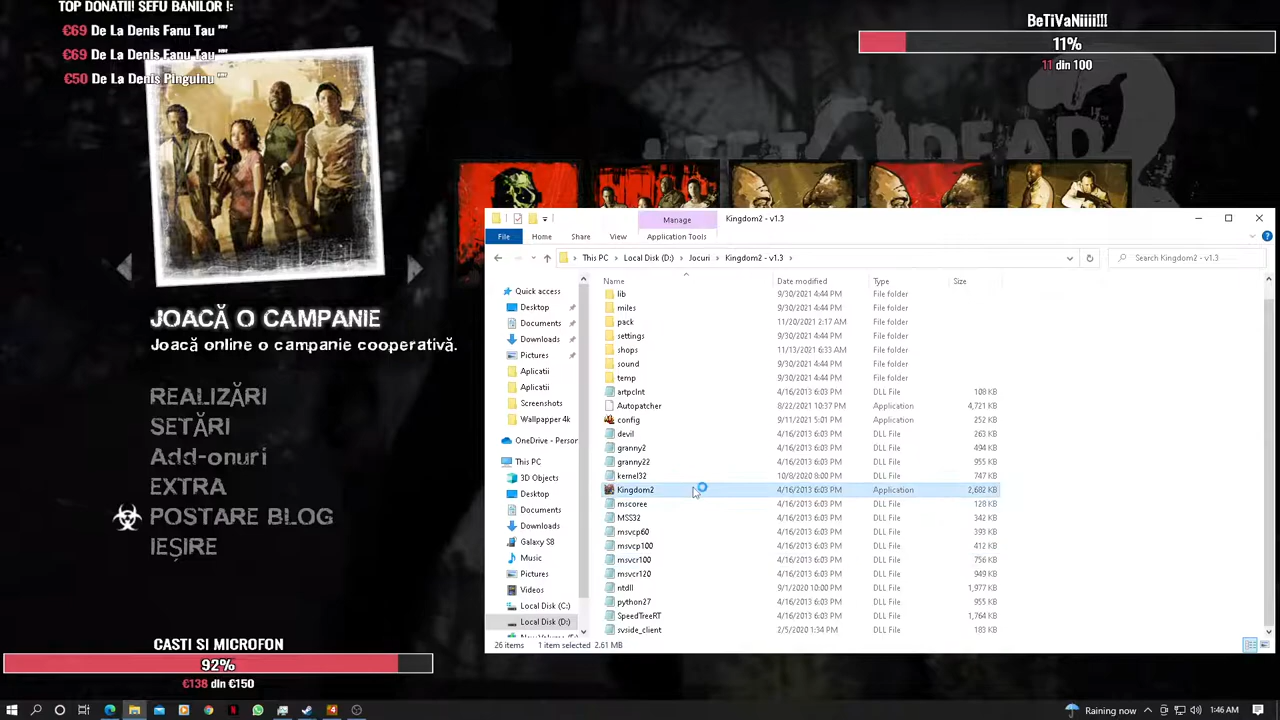 TOP DONATII! SEFU BANILOR !:
€69 De La Denis Fanu Tau ""
€69 De La Denis Fanu Tau ""
€50 De La Denis Pinguinu ""
BeTiVaNiiii!!!
11%
11 din 100
LEFT 4 DEAD 2
JOACĂ O CAMPANIE
Joacă online o campanie cooperativă.
REALIZĂRI
SETĂRI
Add-onuri
EXTRA
POSTARE BLOG
IEȘIRE
CASTI SI MICROFON
92%
€138 din €150
Manage
Kingdom2 - v1.3
File
Home
Share
View
Application Tools
This PC
Local Disk (D:)
Jocuri
Kingdom2 - v1.3
Search Kingdom2 - v1.3
Quick access
Desktop
Documents
Downloads
Pictures
Aplicatii
Aplicatii
Screenshots
Wallpapper 4k
OneDrive - Person
This PC
3D Objects
Desktop
Documents
Downloads
Galaxy S8
Music
Pictures
Videos
Local Disk (C:)
Local Disk (D:)
Name Date modified Type Size
lib 9/30/2021 4:44 PM File folder
miles 9/30/2021 4:44 PM File folder
pack 11/20/2021 2:17 AM File folder
settings 9/30/2021 4:44 PM File folder
shops 11/13/2021 6:33 AM File folder
sound 9/30/2021 4:44 PM File folder
temp 9/30/2021 4:44 PM File folder
artpclnt 4/16/2013 6:03 PM DLL File 108 KB
Autopatcher 8/22/2021 10:37 PM Application 4,721 KB
config 9/11/2021 5:01 PM Application 252 KB
devil 4/16/2013 6:03 PM DLL File 263 KB
granny2 4/16/2013 6:03 PM DLL File 494 KB
granny22 4/16/2013 6:03 PM DLL File 955 KB
kernel32 10/8/2020 8:00 PM DLL File 747 KB
Kingdom2 4/16/2013 6:03 PM Application 2,682 KB
mscoree 4/16/2013 6:03 PM DLL File 128 KB
MSS32 4/16/2013 6:03 PM DLL File 342 KB
msvcp60 4/16/2013 6:03 PM DLL File 393 KB
msvcp100 4/16/2013 6:03 PM DLL File 412 KB
msvcr100 4/16/2013 6:03 PM DLL File 756 KB
msvcr120 4/16/2013 6:03 PM DLL File 949 KB
ntdll 9/1/2020 10:00 PM DLL File 1,977 KB
python27 4/16/2013 6:03 PM DLL File 955 KB
SpeedTreeRT 4/16/2013 6:03 PM DLL File 1,764 KB
svside_client 2/5/2020 1:34 PM DLL File 183 KB
26 items 1 item selected 2.61 MB
Raining now
1:46 AM